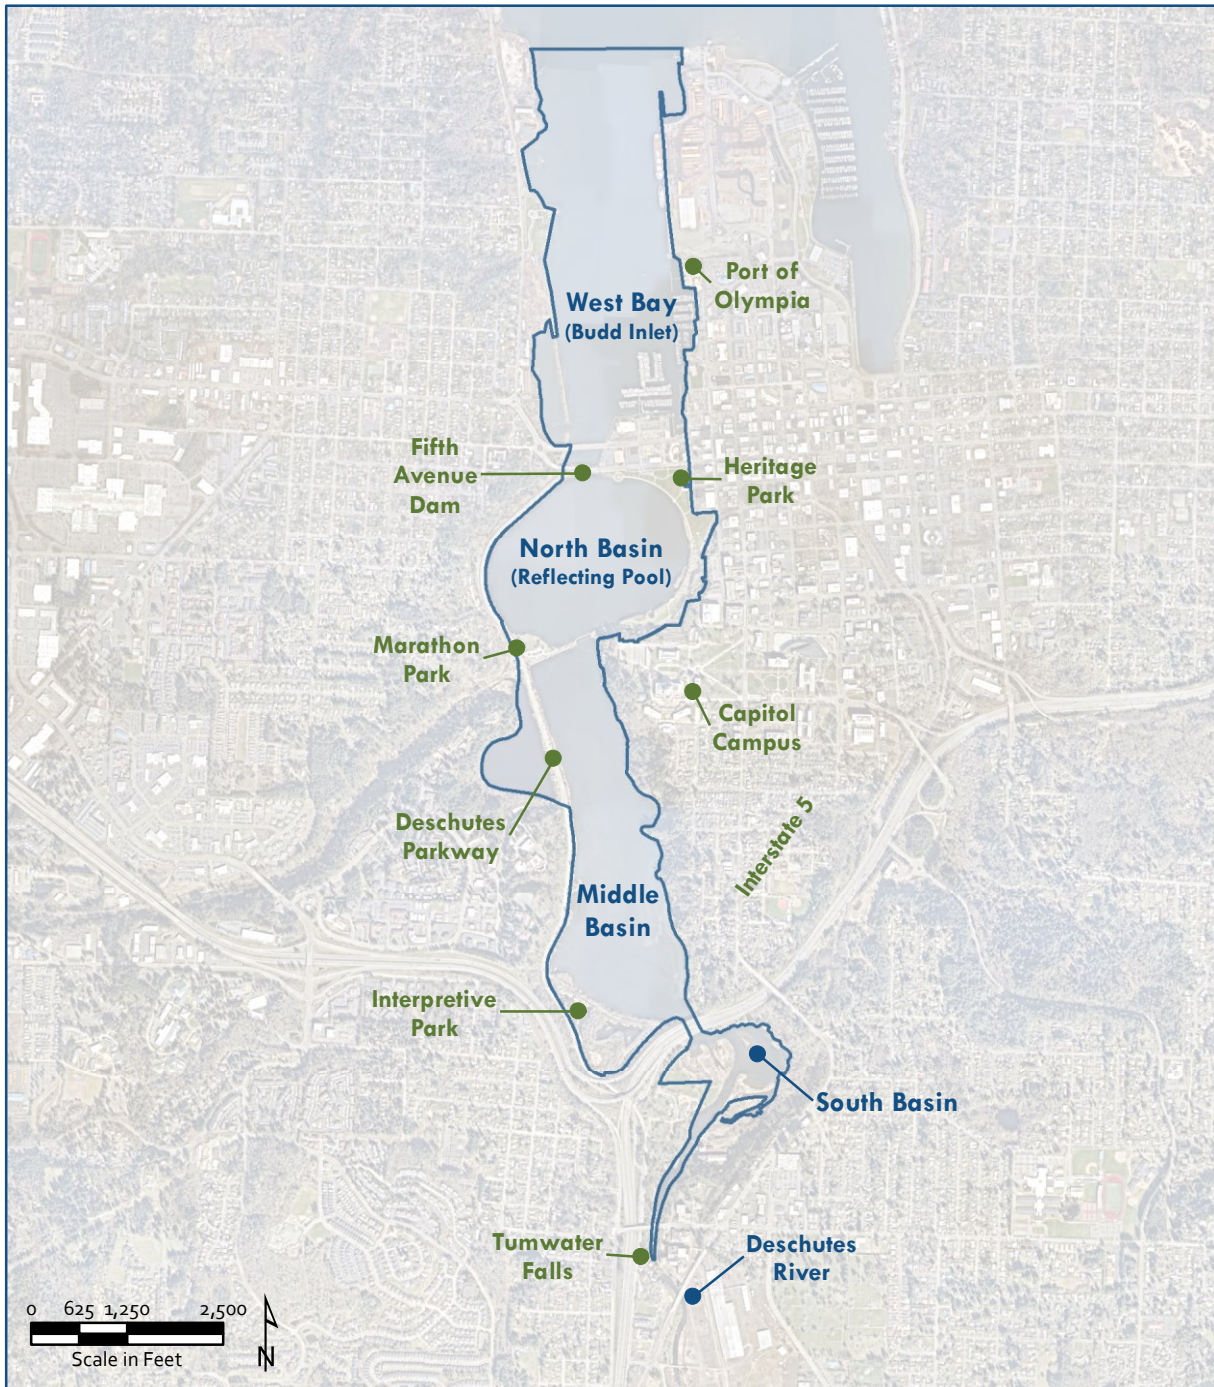 Port of
Olympia
West Bay
(Budd Inlet)
Fifth
Avenue
Dam
Heritage
Park
North Basin
(Reflecting Pool)
Marathon
Park
Capitol
Campus
Deschutes
Parkway
Interstate 5
Middle
Basin
Interpretive
Park
South Basin
Tumwater
Falls
Deschutes
River
0 625 1,250 2,500
Scale in Feet
N